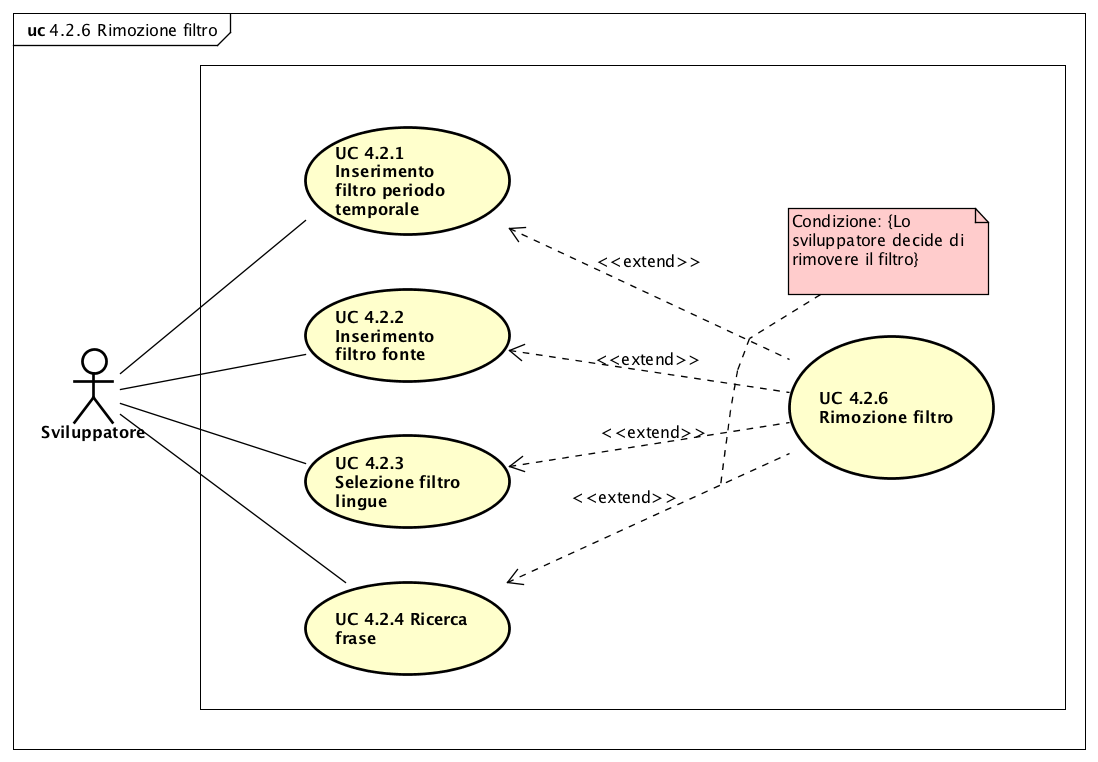 uc 4.2.6 Rimozione filtro
UC 4.2.1
Inserimento
filtro periodo
temporale
Condizione: {Lo
sviluppatore decide di
rimovere il filtro}
<<extend>>
UC 4.2.2
Inserimento
filtro fonte
<<extend>>
UC 4.2.6
Rimozione filtro
Sviluppatore
<<extend>>
UC 4.2.3
Selezione filtro
lingue
<<extend>>
UC 4.2.4 Ricerca
frase